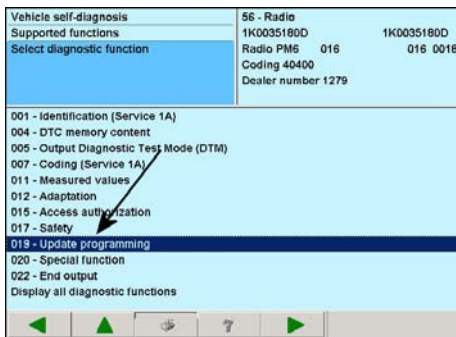 Vehicle self-diagnosis
Supported functions
Select diagnostic function
56 - Radio
1K0035180D 1K0035180D
Radio PM6 016 016 0018
Coding 40400
Dealer number 1279
001 - Identification (Service 1A)
004 - DTC memory content
005 - Output Diagnostic Test Mode (DTM)
007 - Coding (Service 1A)
011 - Measured values
012 - Adaptation
015 - Access authorization
017 - Safety
019 - Update programming
020 - Special function
022 - End output
Display all diagnostic functions
?